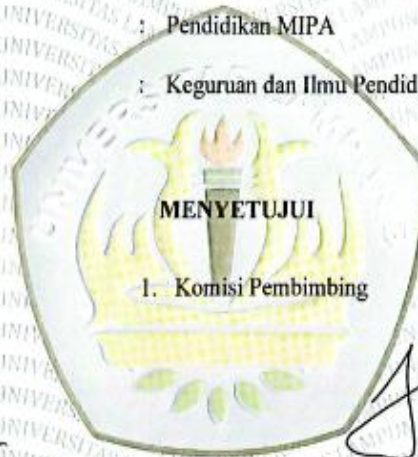 : Pendidikan MIPA
: Keguruan dan Ilmu Pendid
MENYETUJUI
1. Komisi Pembimbing